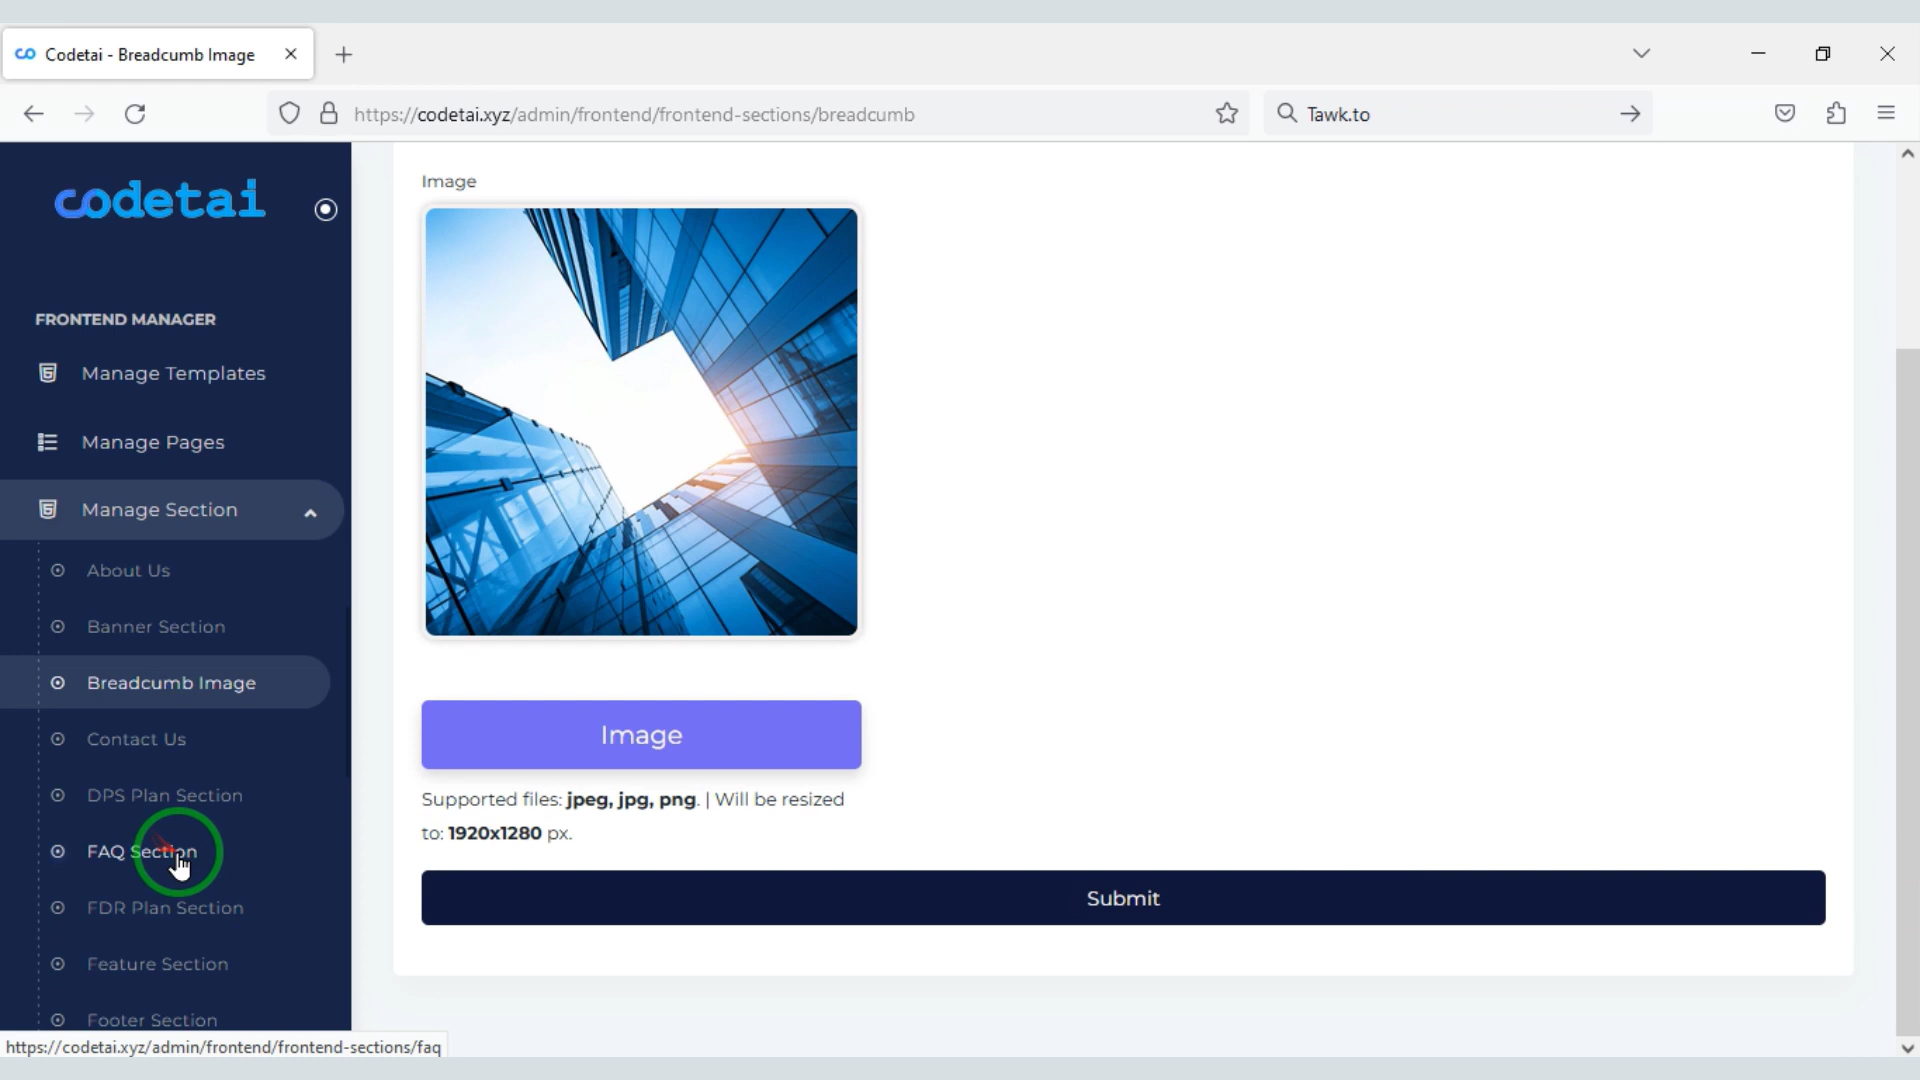 Codetai - Breadcumb Image
https://codetai.xyz/admin/frontend/frontend-sections/breadcumb
Tawk.to
codetai
FRONTEND MANAGER
Manage Templates
Manage Pages
Manage Section
About Us
Banner Section
Breadcumb Image
Contact Us
DPS Plan Section
FAQ Section
FDR Plan Section
Feature Section
Footer Section
Image
Image
Supported files: jpeg, jpg, png. | Will be resized
to: 1920x1280 px.
Submit
https://codetai.xyz/admin/frontend/frontend-sections/faq